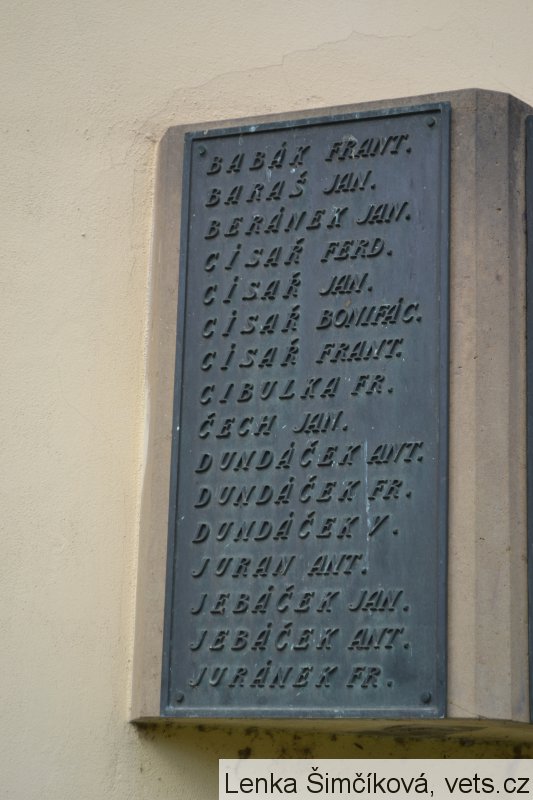 BABÁK FRANT.
BARAŠ JAN.
BERÁNEK JAN.
CÍSAŘ FERD.
CÍSAŘ JAN.
CÍSAŘ BONIFÁC.
CÍSAŘ FRANT.
CIBULKA FR.
ČECH JAN.
DUNDÁČEK ANT.
DUNDÁČEK FR.
DUNDÁČEK V.
JURAN ANT.
JEBÁČEK JAN.
JEBÁČEK ANT.
JURÁNEK FR.
Lenka Šimčíková, vets.cz